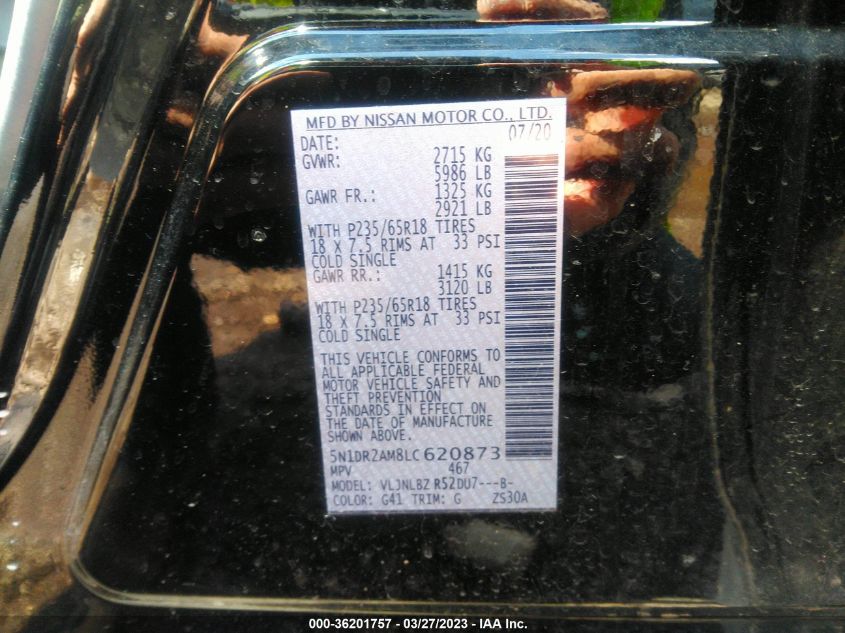 MFD BY NISSAN MOTOR CO., LTD.
DATE: 07/20
GVWR: 2715 KG
5986 LB
GAWR FR.: 1325 KG
2921 LB
WITH P235/65R18 TIRES
18 X 7.5 RIMS AT 33 PSI
COLD SINGLE
GAWR RR.: 1415 KG
3120 LB
WITH P235/65R18 TIRES
18 X 7.5 RIMS AT 33 PSI
COLD SINGLE
THIS VEHICLE CONFORMS TO
ALL APPLICABLE FEDERAL
MOTOR VEHICLE SAFETY AND
THEFT PREVENTION
STANDARDS IN EFFECT ON
THE DATE OF MANUFACTURE
SHOWN ABOVE.
5N1DR2AM8LC620873
MPV 467
MODEL: VLJNLBZ R52DU7---B-
COLOR: G41 TRIM: G ZS30A
000-36201757 — 03/27/2023 — IAA Inc.